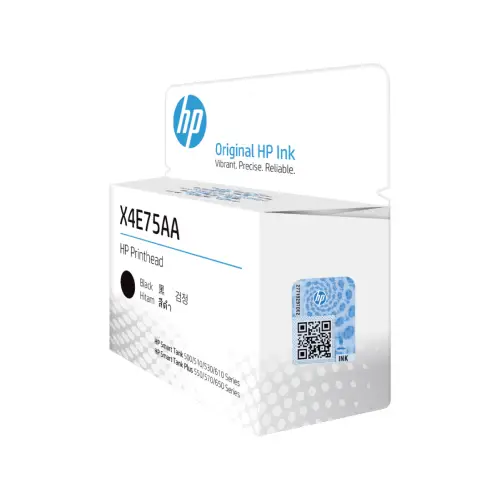 hp
Original HP Ink
Vibrant. Precise. Reliable.
X4E75AA
HP Printhead
Black 黑 검정
Hitam สีดำ
HP Smart Tank 500/510/530/610 Series
HP Smart Tank Plus 550/570/650 Series
hp
INK